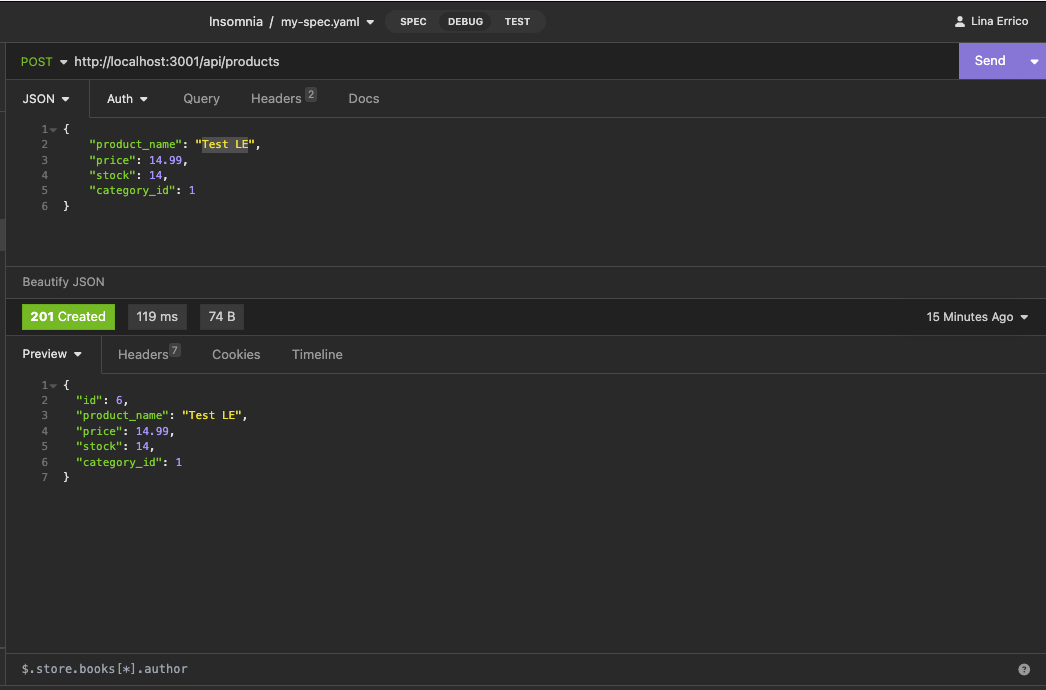 Insomnia / my-spec.yaml SPEC DEBUG TEST Lina Errico
POST http://localhost:3001/api/products Send
JSON Auth Query Headers 2 Docs
1 {
2 "product_name": "Test LE",
3 "price": 14.99,
4 "stock": 14,
5 "category_id": 1
6 }
Beautify JSON
201 Created 119 ms 74 B 15 Minutes Ago
Preview Headers 7 Cookies Timeline
1 {
2 "id": 6,
3 "product_name": "Test LE",
4 "price": 14.99,
5 "stock": 14,
6 "category_id": 1
7 }
$.store.books[*].author ?